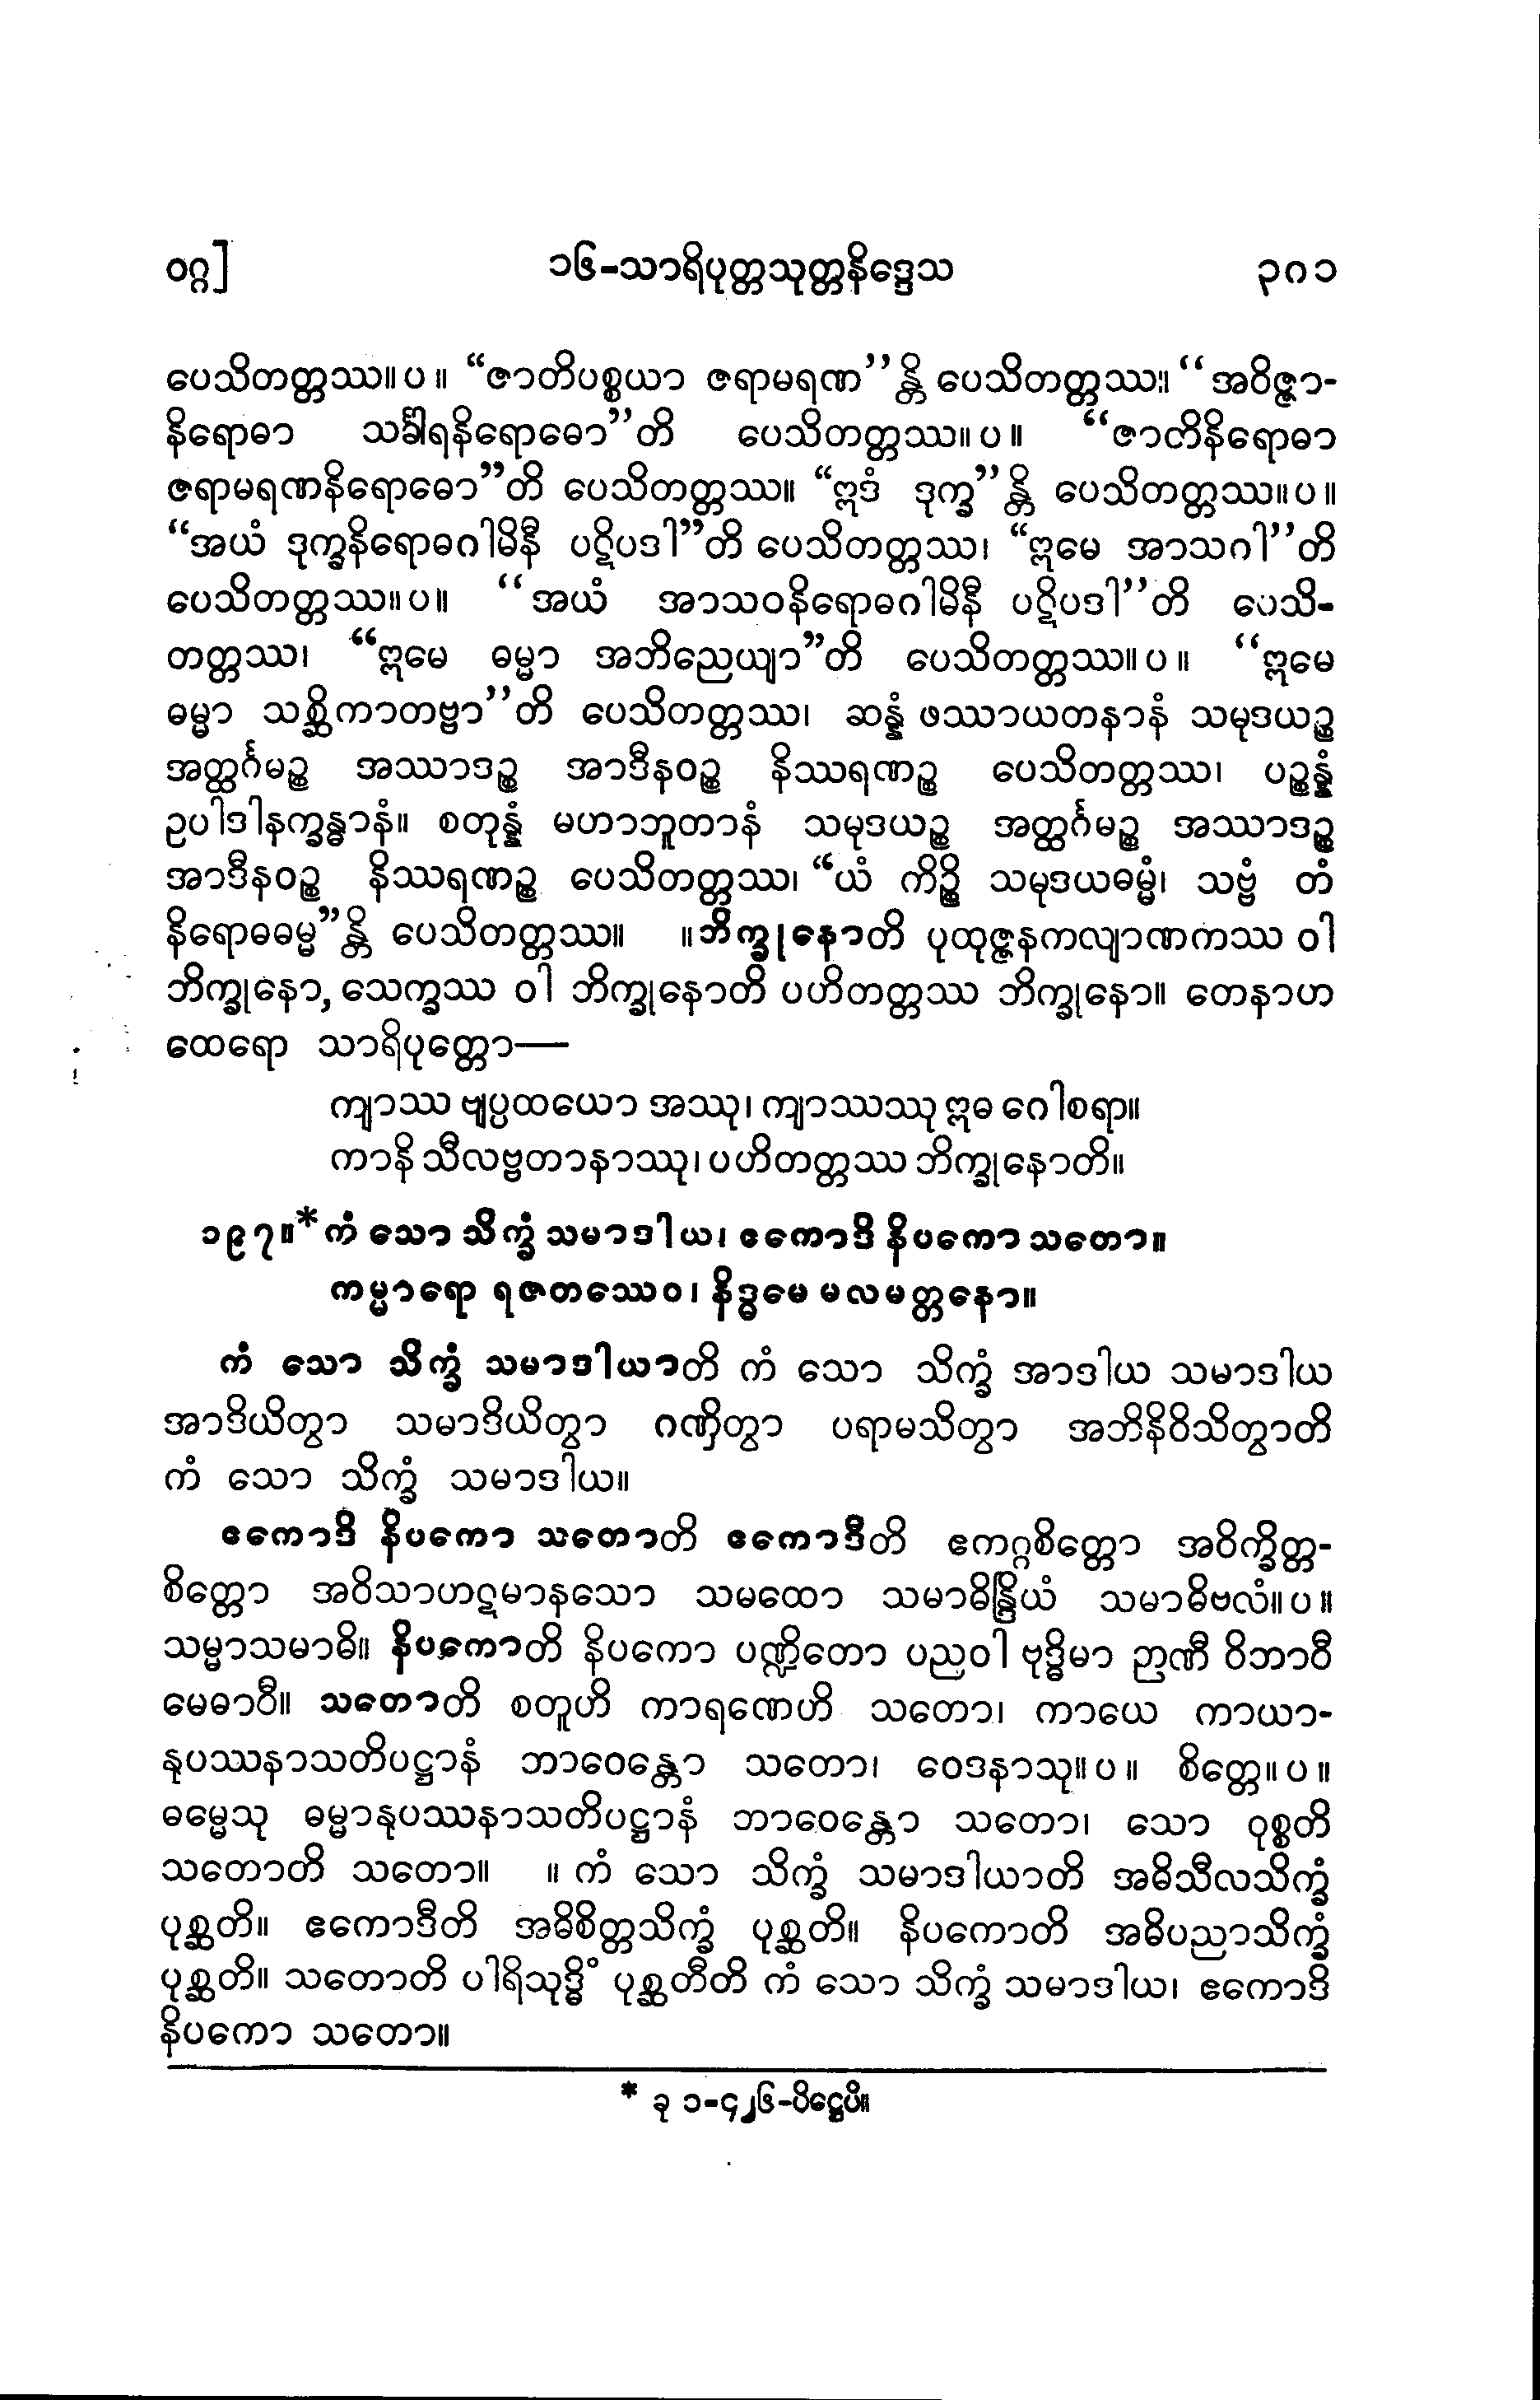 ဝဂ္ဂ]
၁၆-သာရိပုတ္တသုတ္တနိဒ္ဒေသ
၃၈၁
ပေသိတတ္တဿ။ပ။ “ဇာတိပစ္စယာ ဇရာမရဏ’’န္တိ ပေသိတတ္တဿ။ ‘‘အဝိဇ္ဇာ-
နိရောဓာ သင်္ခါရနိရောဓော’’တိ ပေသိတတ္တဿ။ပ။ ‘‘ဇာတိနိရောဓာ
ဇရာမရဏနိရောဓော”တိ ပေသိတတ္တဿ။ “ဣဒံ ဒုက္ခ’’န္တိ ပေသိတတ္တဿ။ပ။
“အယံ ဒုက္ခနိရောဓဂါမိနီ ပဋိပဒါ”တိ ပေသိတတ္တဿ၊ “ဣမေ အာသဂါ’’တိ
ပေသိတတ္တဿ။ပ။ ‘‘အယံ အာသဝနိရောဓဂါမိနီ ပဋိပဒါ’’တိ ပေသိ-
တတ္တဿ၊ “ဣမေ ဓမ္မာ အဘိညေယျာ”တိ ပေသိတတ္တဿ။ပ။ ‘‘ဣမေ
ဓမ္မာ သစ္ဆိကာတဗ္ဗာ’’တိ ပေသိတတ္တဿ၊ ဆန္နံ ဖဿာယတနာနံ သမုဒယဉ္စ
အတ္ထင်္ဂမဉ္စ အဿာဒဉ္စ အာဒီနဝဉ္စ နိဿရဏဉ္စ ပေသိတတ္တဿ၊ ပဉ္စန္နံ
ဥပါဒါနက္ခန္ဓာနံ။ စတုန္နံ မဟာဘူတာနံ သမုဒယဉ္စ အတ္ထင်္ဂမဉ္စ အဿာဒဉ္စ
အာဒီနဝဉ္စ နိဿရဏဉ္စ ပေသိတတ္တဿ၊ “ယံ ကိဉ္စိ သမုဒယဓမ္မံ၊ သဗ္ဗံ တံ
နိရောဓဓမ္မ”န္တိ ပေသိတတ္တဿ။ ။ဘိက္ခုနောတိ ပုထုဇ္ဇနကလျာဏကဿ ဝါ
ဘိက္ခုနော, သေက္ခဿ ဝါ ဘိက္ခုနောတိ ပဟိတတ္တဿ ဘိက္ခုနော။ တေနာဟ
ထေရော သာရိပုတ္တော—
ကျာဿ ဗျပ္ပထယော အဿု၊ ကျာဿဿု ဣဓ ဂေါစရာ။
ကာနိ သီလဗ္ဗတာနာဿု၊ ပဟိတတ္တဿ ဘိက္ခုနောတိ။
၁၉၇။* ကံ သော သိက္ခံ သမာဒါယ၊ ဧကောဒိ နိပကော သတော။
ကမ္မာရော ရဇတဿေဝ၊ နိဒ္ဓမေ မလမတ္တနော။
ကံ သော သိက္ခံ သမာဒါယာတိ ကံ သော သိက္ခံ အာဒါယ သမာဒါယ
အာဒိယိတွာ သမာဒိယိတွာ ဂဏှိတွာ ပရာမသိတွာ အဘိနိဝိသိတွာတိ
ကံ သော သိက္ခံ သမာဒါယ။
ဧကောဒိ နိပကော သတောတိ ဧကောဒီတိ ဧကဂ္ဂစိတ္တော အဝိက္ခိတ္တ-
စိတ္တော အဝိသာဟဋမာနသော သမထော သမာဓိန္ဒြိယံ သမာဓိဗလံ။ပ။
သမ္မာသမာဓိ။ နိပကောတိ နိပကော ပဏ္ဍိတော ပညဝါ ဗုဒ္ဓိမာ ဉာဏီ ဝိဘာဝီ
မေဓာဝီ။ သတောတိ စတူဟိ ကာရဏေဟိ သတော၊ ကာယေ ကာယာ-
နုပဿနာသတိပဋ္ဌာနံ ဘာဝေန္တော သတော၊ ဝေဒနာသု။ပ။ စိတ္တေ။ပ။
ဓမ္မေသု ဓမ္မာနုပဿနာသတိပဋ္ဌာနံ ဘာဝေန္တော သတော၊ သော ဝုစ္စတိ
သတောတိ သတော။ ။ ကံ သော သိက္ခံ သမာဒါယာတိ အဓိသီလသိက္ခံ
ပုစ္ဆတိ။ ဧကောဒီတိ အဓိစိတ္တသိက္ခံ ပုစ္ဆတိ။ နိပကောတိ အဓိပညာသိက္ခံ
ပုစ္ဆတိ။ သတောတိ ပါရိသုဒ္ဓိံ ပုစ္ဆတီတိ ကံ သော သိက္ခံ သမာဒါယ၊ ဧကောဒိ
နိပကော သတော။
* ခု ၁-၄၂၆-ပိဋ္ဌေပိ။